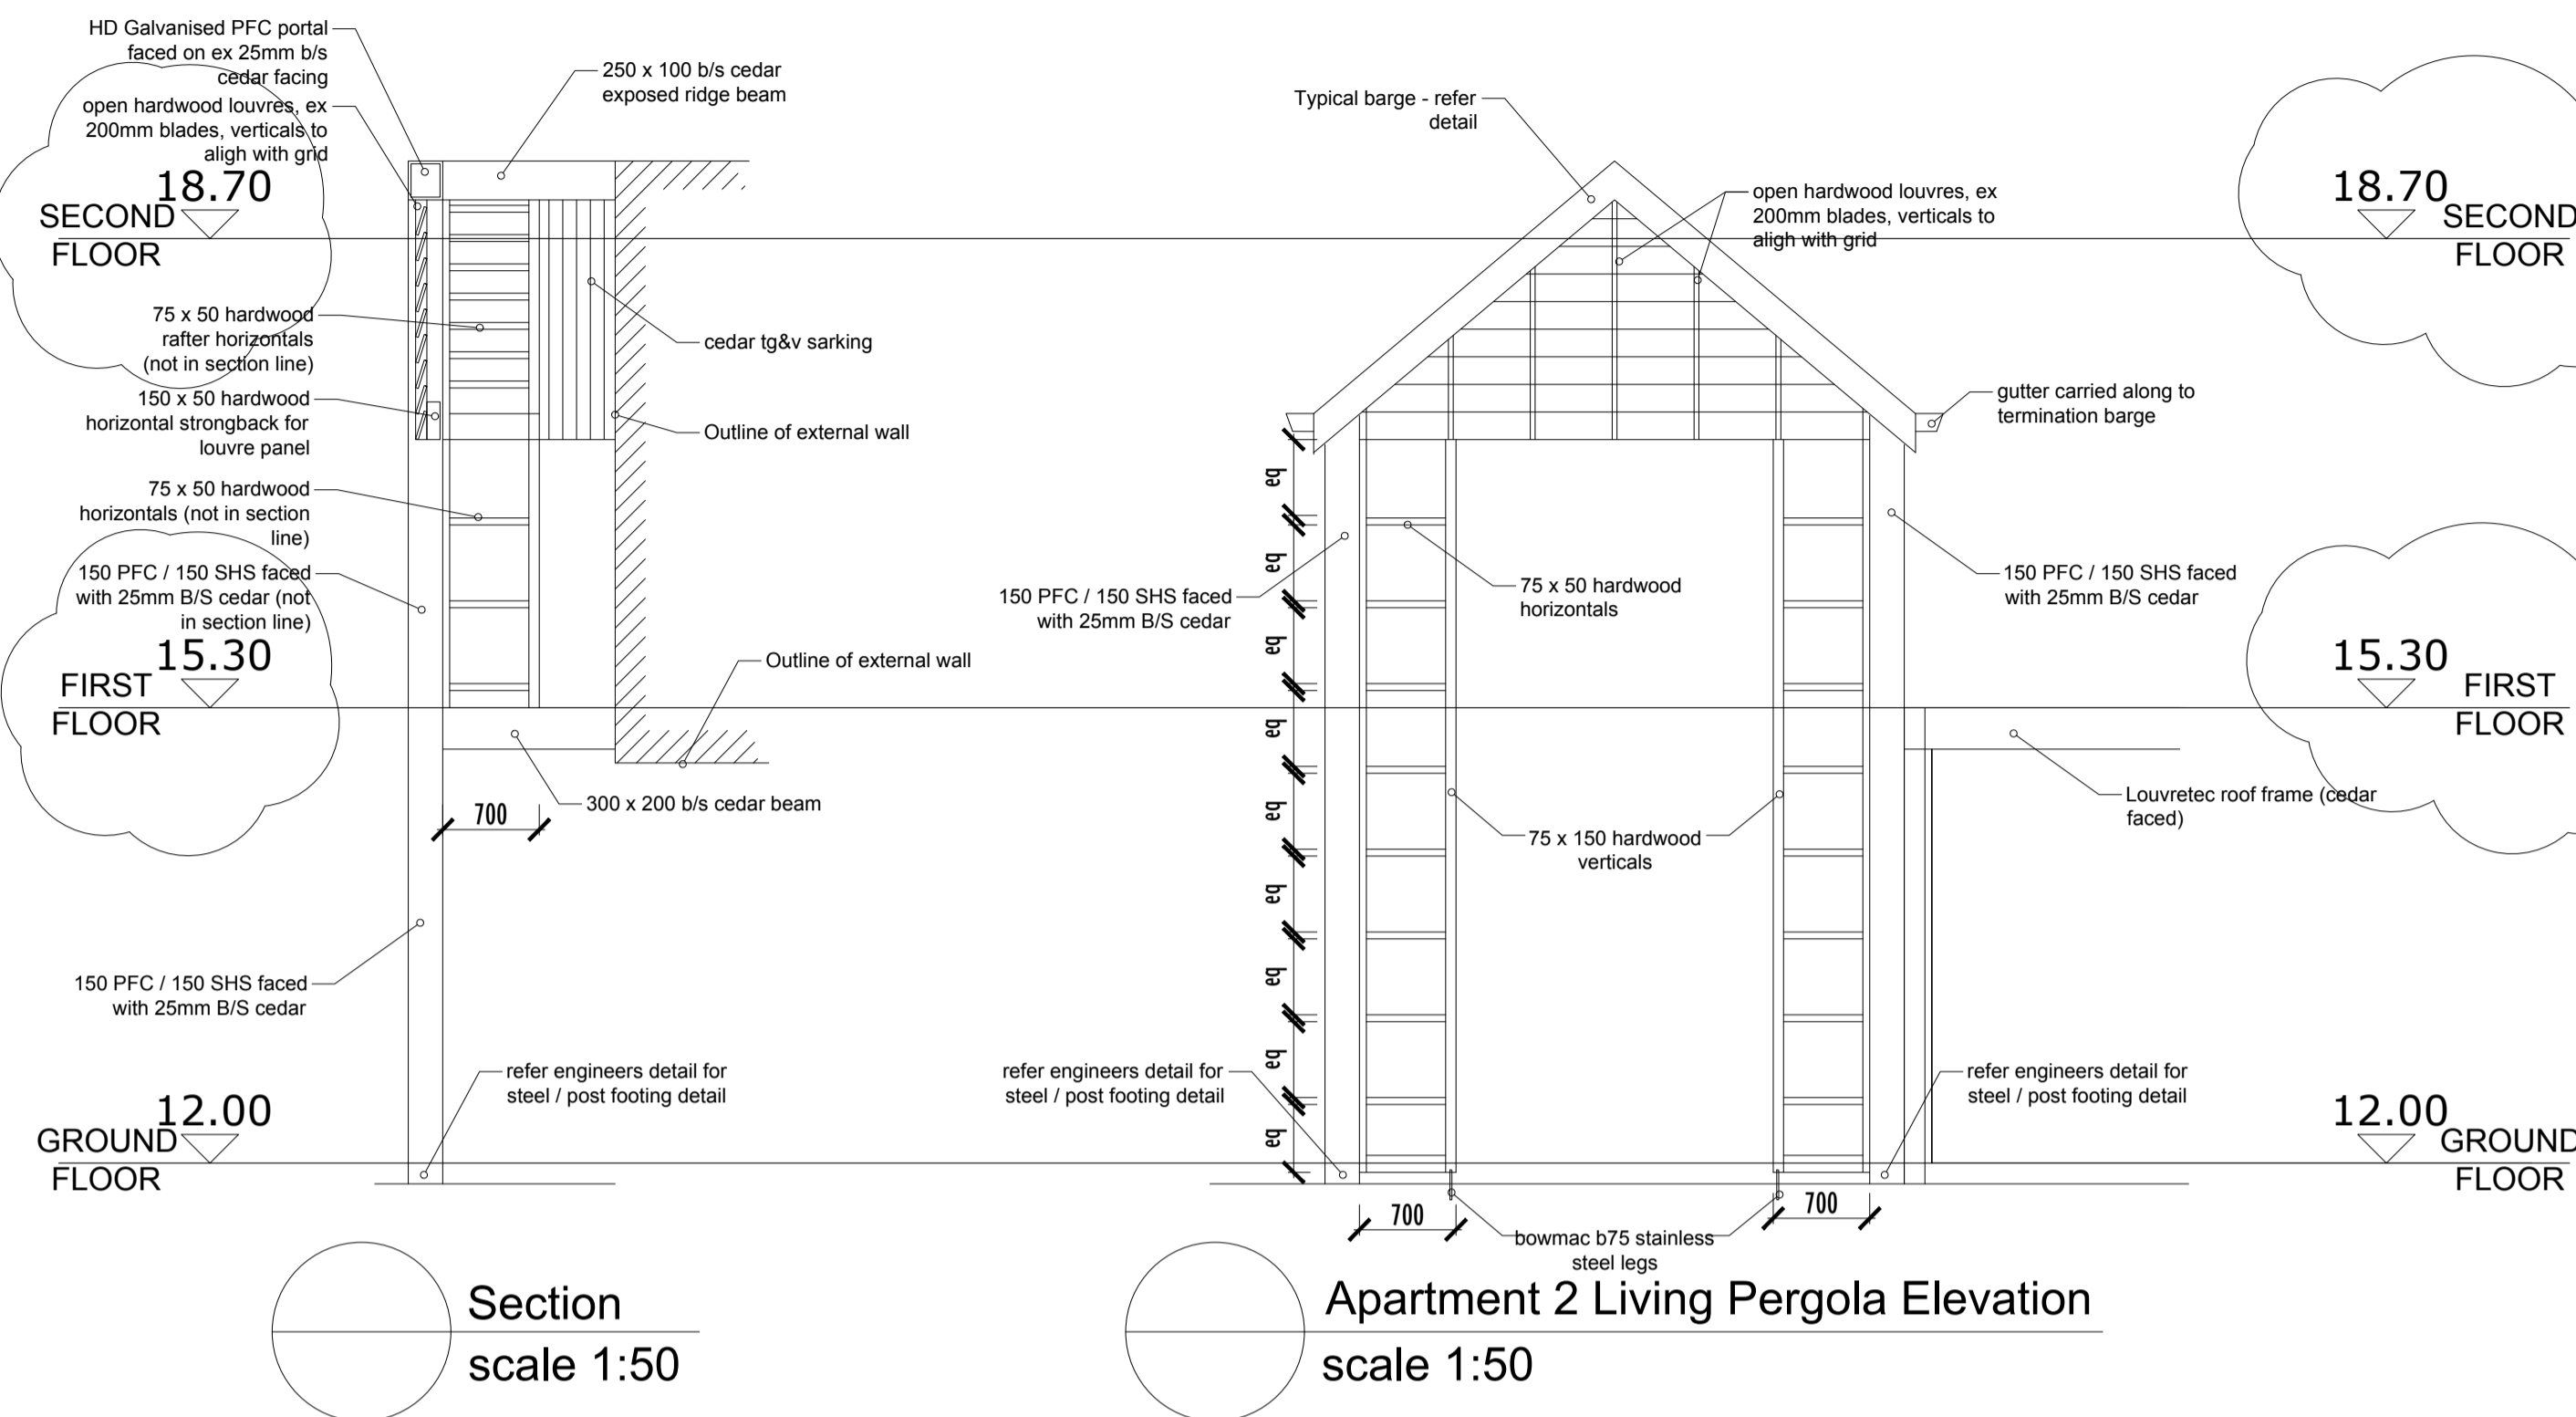 HD Galvanised PFC portal
faced on ex 25mm b/s
cedar facing
open hardwood louvres, ex
200mm blades, verticals to
aligh with grid
18.70
SECOND
FLOOR
75 x 50 hardwood
rafter horizontals
(not in section line)
150 x 50 hardwood
horizontal strongback for
louvre panel
75 x 50 hardwood
horizontals (not in section
line)
150 PFC / 150 SHS faced
with 25mm B/S cedar (not
in section line)
15.30
FIRST
FLOOR
150 PFC / 150 SHS faced
with 25mm B/S cedar
12.00
GROUND
FLOOR
250 x 100 b/s cedar
exposed ridge beam
cedar tg&v sarking
Outline of external wall
Outline of external wall
300 x 200 b/s cedar beam
700
refer engineers detail for
steel / post footing detail
Section
scale 1:50
Typical barge - refer
detail
open hardwood louvres, ex
200mm blades, verticals to
aligh with grid
gutter carried along to
termination barge
eq
eq
eq
eq
eq
eq
eq
eq
eq
150 PFC / 150 SHS faced
with 25mm B/S cedar
75 x 50 hardwood
horizontals
150 PFC / 150 SHS faced
with 25mm B/S cedar
75 x 150 hardwood
verticals
Louvretec roof frame (cedar
faced)
refer engineers detail for
steel / post footing detail
refer engineers detail for
steel / post footing detail
700
700
bowmac b75 stainless
steel legs
Apartment 2 Living Pergola Elevation
scale 1:50
18.70
SECOND
FLOOR
15.30
FIRST
FLOOR
12.00
GROUND
FLOOR